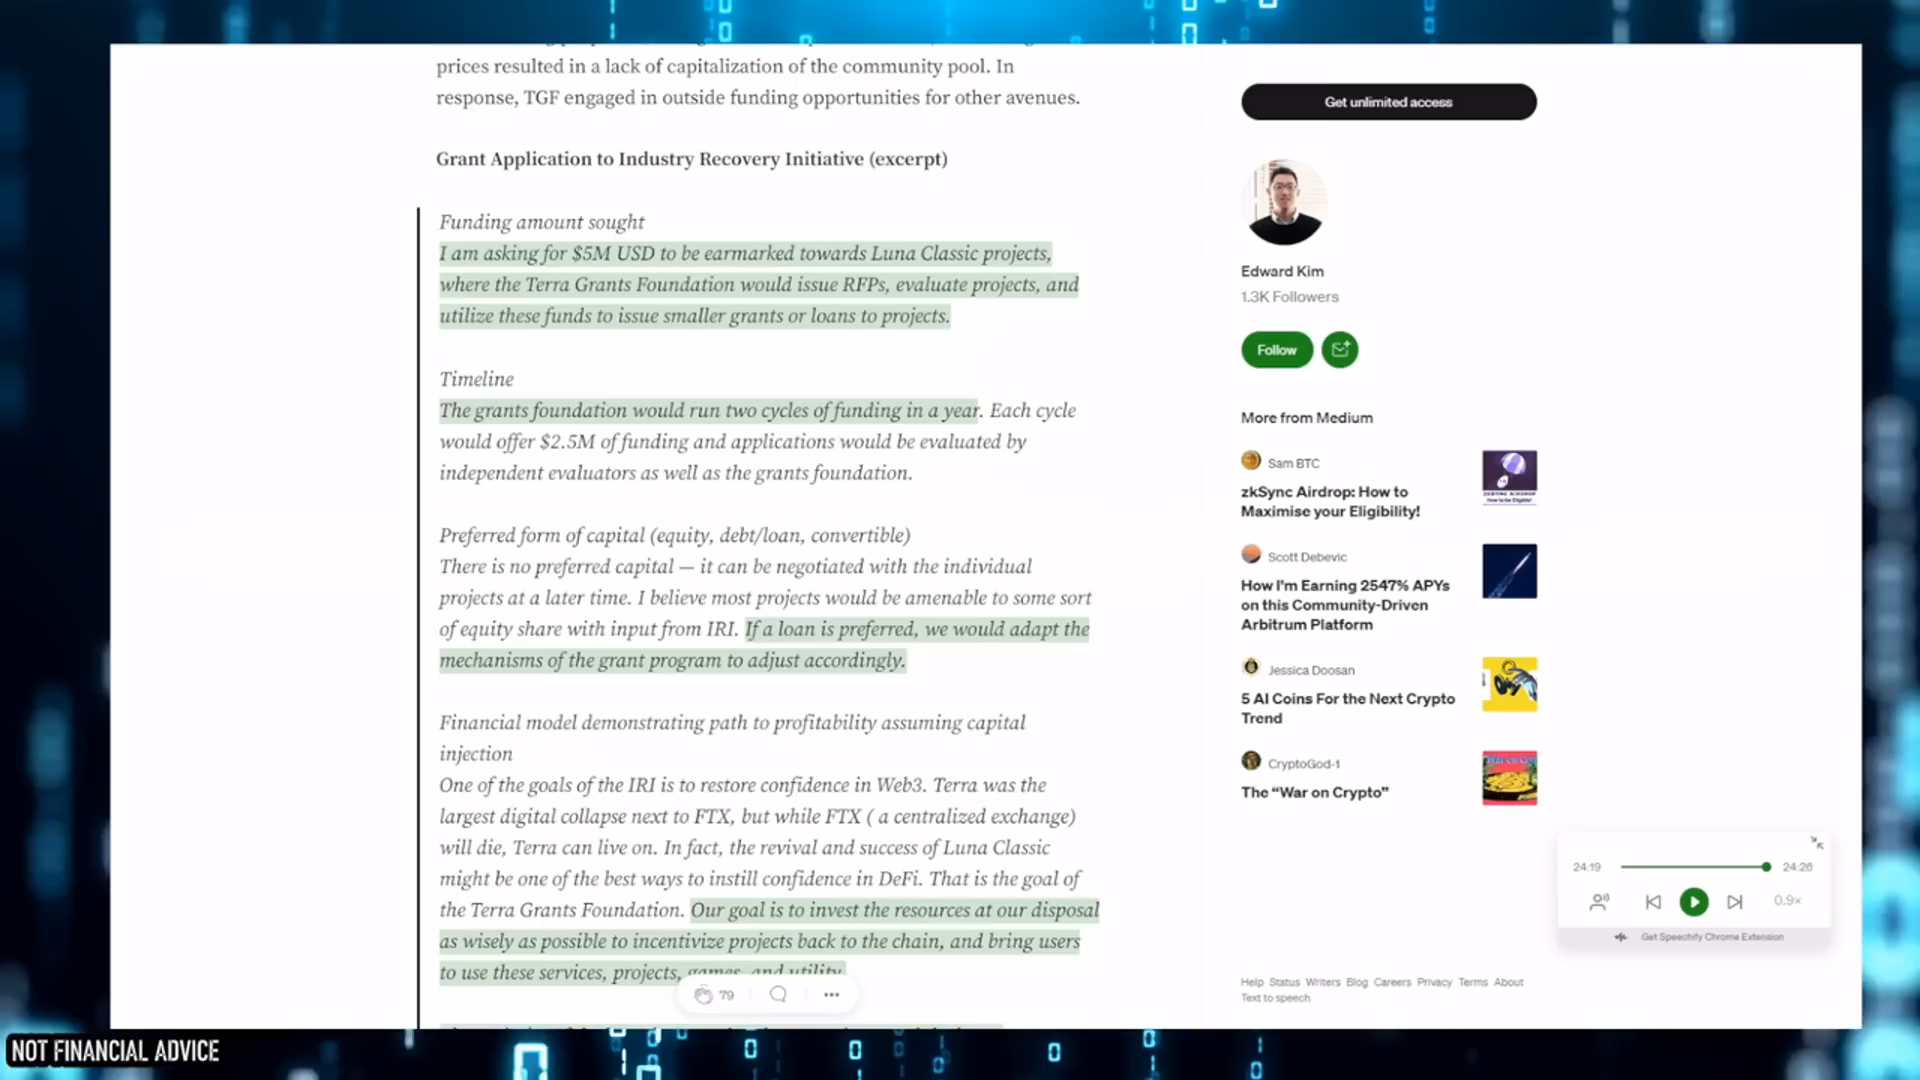 prices resulted in a lack of capitalization of the community pool. In
response, TGF engaged in outside funding opportunities for other avenues.
Grant Application to Industry Recovery Initiative (excerpt)
Funding amount sought
I am asking for $5M USD to be earmarked towards Luna Classic projects,
where the Terra Grants Foundation would issue RFPs, evaluate projects, and
utilize these funds to issue smaller grants or loans to projects.
Timeline
The grants foundation would run two cycles of funding in a year. Each cycle
would offer $2.5M of funding and applications would be evaluated by
independent evaluators as well as the grants foundation.
Preferred form of capital (equity, debt/loan, convertible)
There is no preferred capital — it can be negotiated with the individual
projects at a later time. I believe most projects would be amenable to some sort
of equity share with input from IRI. If a loan is preferred, we would adapt the
mechanisms of the grant program to adjust accordingly.
Financial model demonstrating path to profitability assuming capital
injection
One of the goals of the IRI is to restore confidence in Web3. Terra was the
largest digital collapse next to FTX, but while FTX ( a centralized exchange)
will die, Terra can live on. In fact, the revival and success of Luna Classic
might be one of the best ways to instill confidence in DeFi. That is the goal of
the Terra Grants Foundation. Our goal is to invest the resources at our disposal
as wisely as possible to incentivize projects back to the chain, and bring users
to use these services, projects, games, and utility.
79
Get unlimited access
Edward Kim
1.3K Followers
Follow
More from Medium
Sam BTC
zkSync Airdrop: How to
Maximise your Eligibility!
Scott Debevic
How I'm Earning 2547% APYs
on this Community-Driven
Arbitrum Platform
Jessica Doosan
5 AI Coins For the Next Crypto
Trend
CryptoGod-1
The “War on Crypto”
24:19
24:26
0.9×
Get Speechify Chrome Extension
Help Status Writers Blog Careers Privacy Terms About
Text to speech
NOT FINANCIAL ADVICE